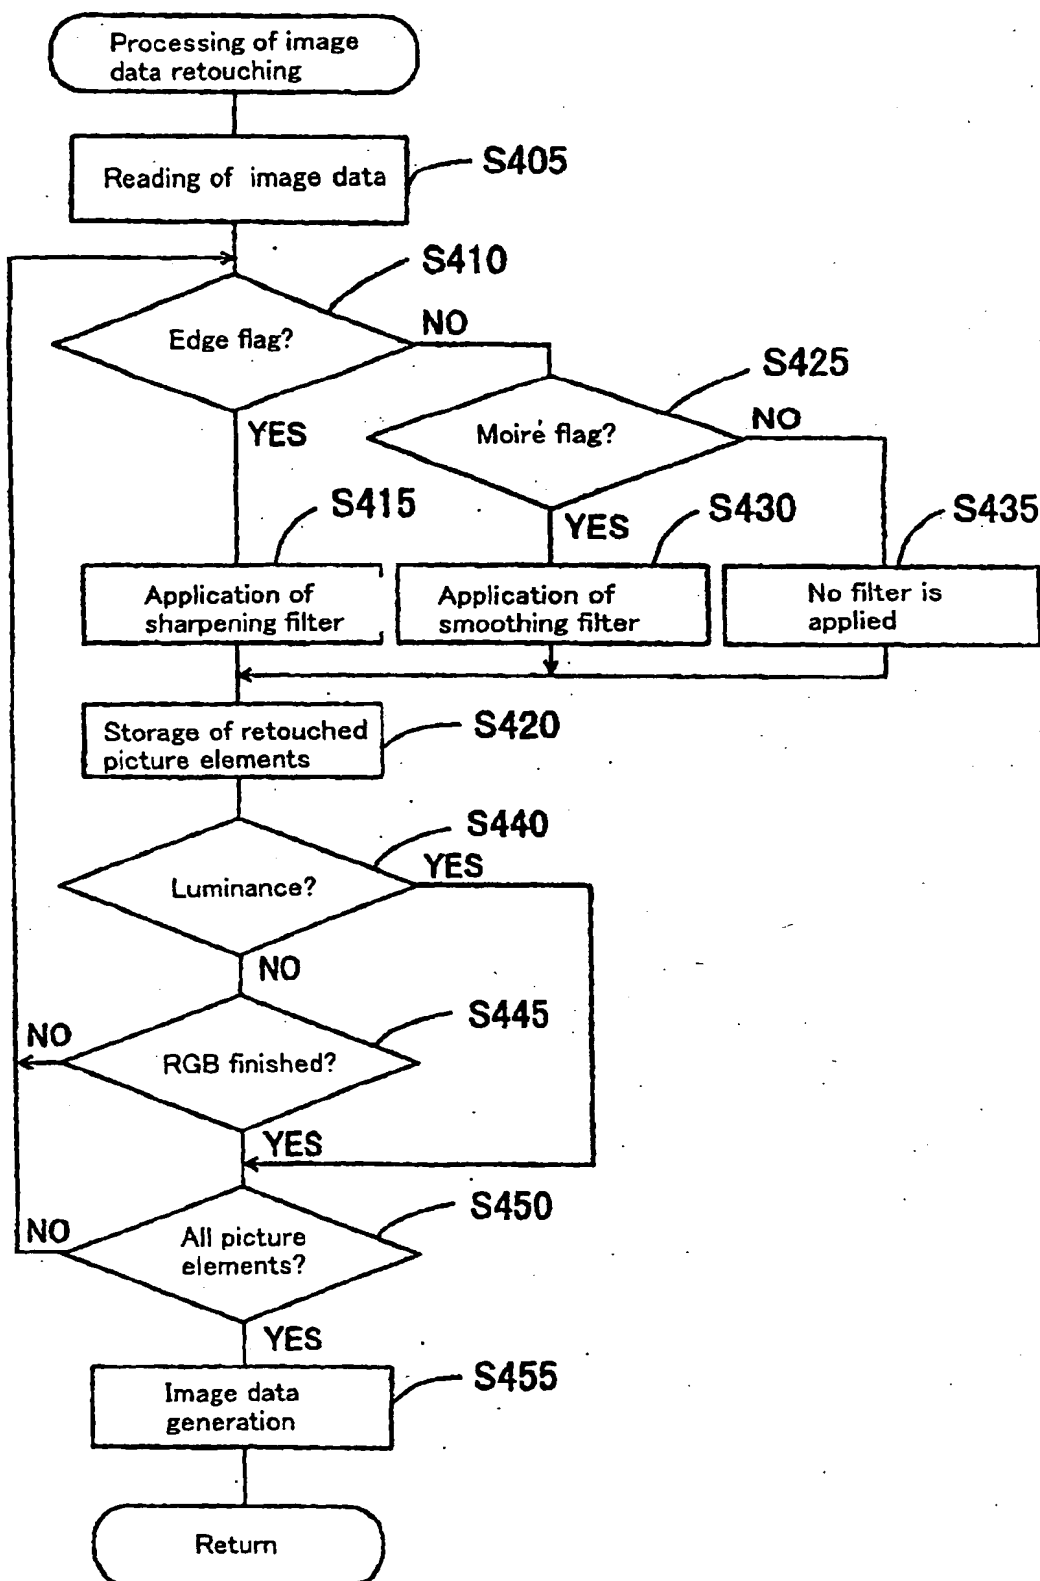 Processing of image
data retouching
Reading of image data
S405
S410
Edge flag?
NO
S425
Moiré flag?
NO
YES
S415
S430
YES
S435
Application of
sharpening filter
Application of
smoothing filter
No filter is
applied
Storage of retouched
picture elements
S420
S440
YES
Luminance?
NO
S445
NO
RGB finished?
YES
S450
NO
All picture
elements?
YES
S455
Image data
generation
Return